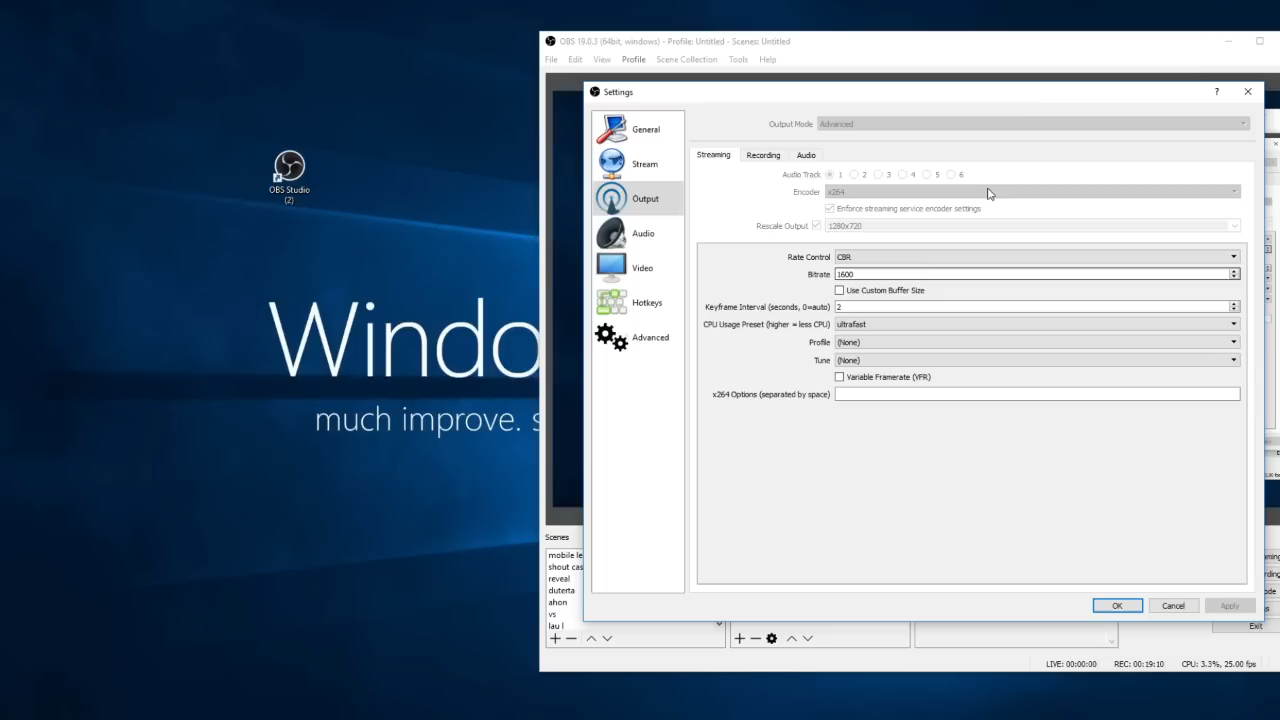 OBS Studio
(2)
Windo
much improve. s
OBS 19.0.3 (64bit, windows) - Profile: Untitled - Scenes: Untitled
File Edit View Profile Scene Collection Tools Help
Settings
?
General
Stream
Output
Audio
Video
Hotkeys
Advanced
Output Mode Advanced
Streaming Recording Audio
Audio Track: 1 2 3 4 5 6
Encoder x264
Enforce streaming service encoder settings
Rescale Output 1280x720
Rate Control CBR
Bitrate 1600
Use Custom Buffer Size
Keyframe Interval (seconds, 0=auto) 2
CPU Usage Preset (higher = less CPU) ultrafast
Profile (None)
Tune (None)
Variable Framerate (VFR)
x264 Options (separated by space)
OK Cancel Apply
Scenes
mobile le
shout cas
reveal
duterta
ahon
vs
lau l
Exit
LIVE: 00:00:00 REC: 00:19:10 CPU: 3.3%, 25.00 fps